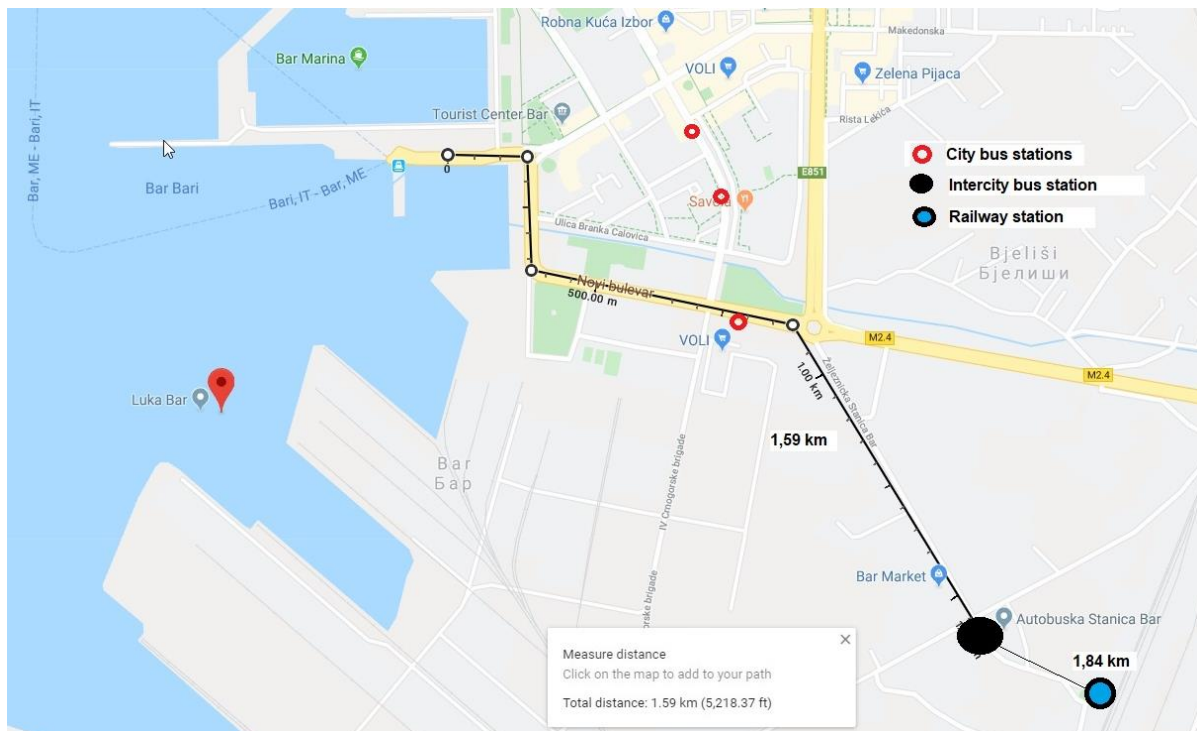 Robna Kuća Izbor
Makedonska
Bar Marina
VOLI
Zelena Pijaca
Tourist Center Bar
Rista Lekića
Bar, ME - Bari, IT
City bus stations
0
E851
Intercity bus station
Bar Bari
Bari, IT - Bar, ME
Savoia
Railway station
Ulica Branka Calovica
Bjeliši
Бјелиши
Novi bulevar
500.00 m
VOLI
M2.4
M2.4
1.00 km
Željeznicka Stanica Bar
Luka Bar
1,59 km
Bar
Бар
IV Crnogorske brigade
Bar Market
Autobuska Stanica Bar
Measure distance
Click on the map to add to your path
Total distance: 1.59 km (5,218.37 ft)
1,84 km